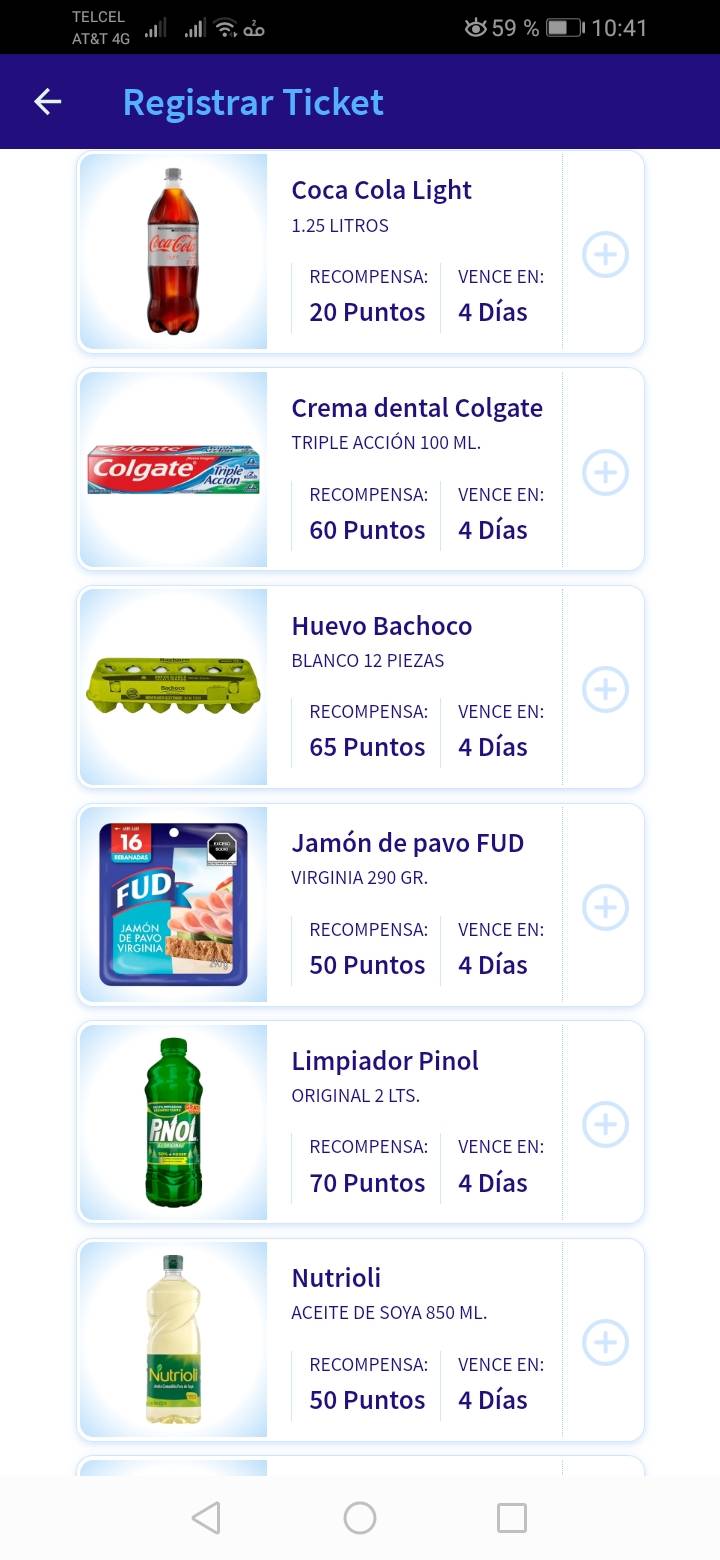 TELCEL
AT&T 4G
59 %
10:41
Registrar Ticket
Coca Cola Light
1.25 LITROS
RECOMPENSA: VENCE EN:
20 Puntos 4 Días
Coca-Cola
Crema dental Colgate
TRIPLE ACCIÓN 100 ML.
RECOMPENSA: VENCE EN:
60 Puntos 4 Días
Colgate
Triple
Acción
Huevo Bachoco
BLANCO 12 PIEZAS
RECOMPENSA: VENCE EN:
65 Puntos 4 Días
Bachoco
Jamón de pavo FUD
VIRGINIA 290 GR.
RECOMPENSA: VENCE EN:
50 Puntos 4 Días
16
REBANADAS
EXCESO
SODIO
FUD
JAMÓN
DE PAVO
VIRGINIA
290g
Limpiador Pinol
ORIGINAL 2 LTS.
RECOMPENSA: VENCE EN:
70 Puntos 4 Días
PINOL
Nutrioli
ACEITE DE SOYA 850 ML.
RECOMPENSA: VENCE EN:
50 Puntos 4 Días
Nutrioli